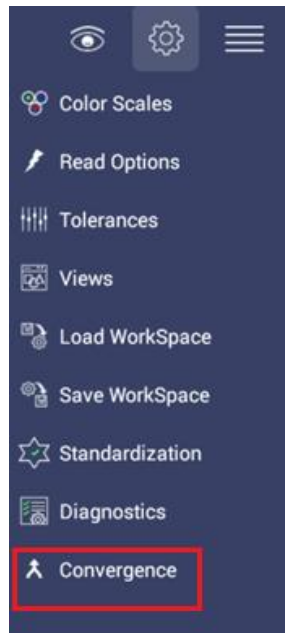 Color Scales
Read Options
Tolerances
Views
Load WorkSpace
Save WorkSpace
Standardization
Diagnostics
Convergence